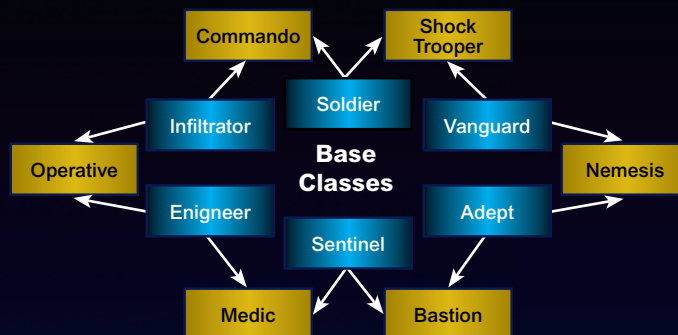 Commando
Shock
Trooper
Soldier
Infiltrator
Vanguard
Base
Classes
Operative
Nemesis
Enigneer
Adept
Sentinel
Medic
Bastion